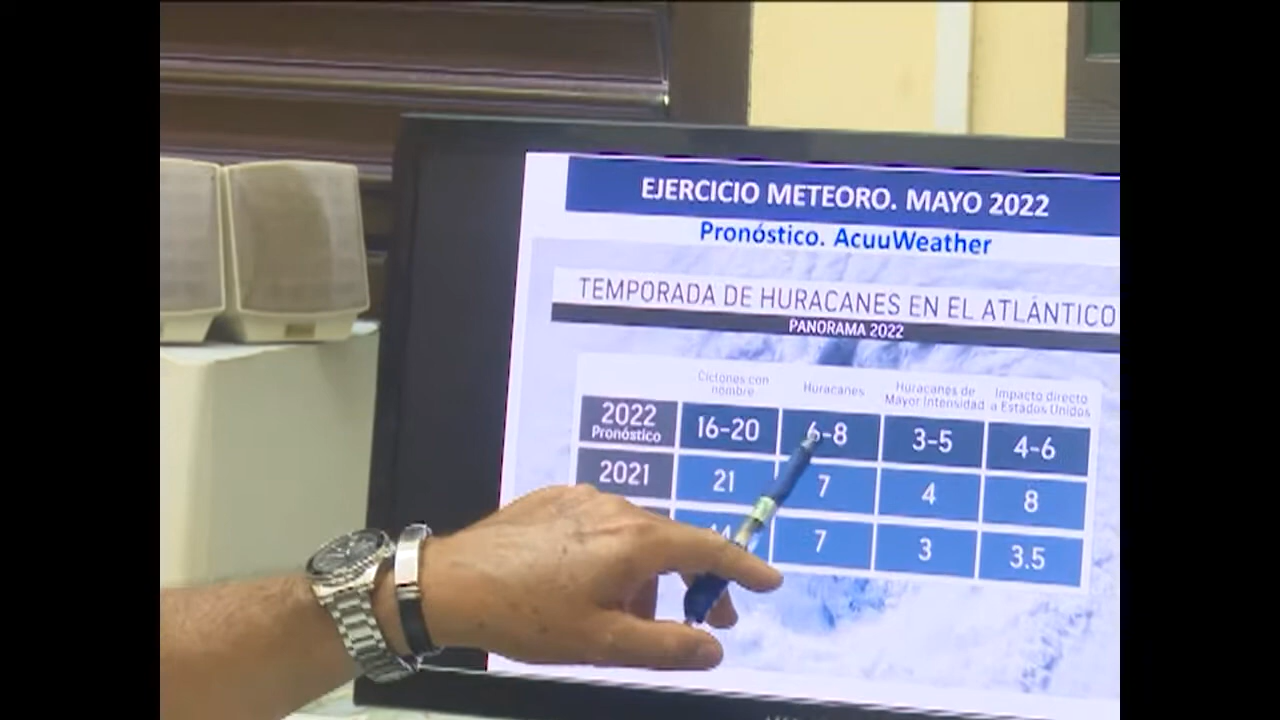 EJERCICIO METEORO. MAYO 2022
Pronóstico. AcuuWeather
TEMPORADA DE HURACANES EN EL ATLÁNTICO
PANORAMA 2022
Ciclones con nombre Huracanes Huracanes de Mayor Intensidad Impacto directo a Estados Unidos
2022 Pronóstico 16-20 6-8 3-5 4-6
2021 21 7 4 8
7 3 3.5